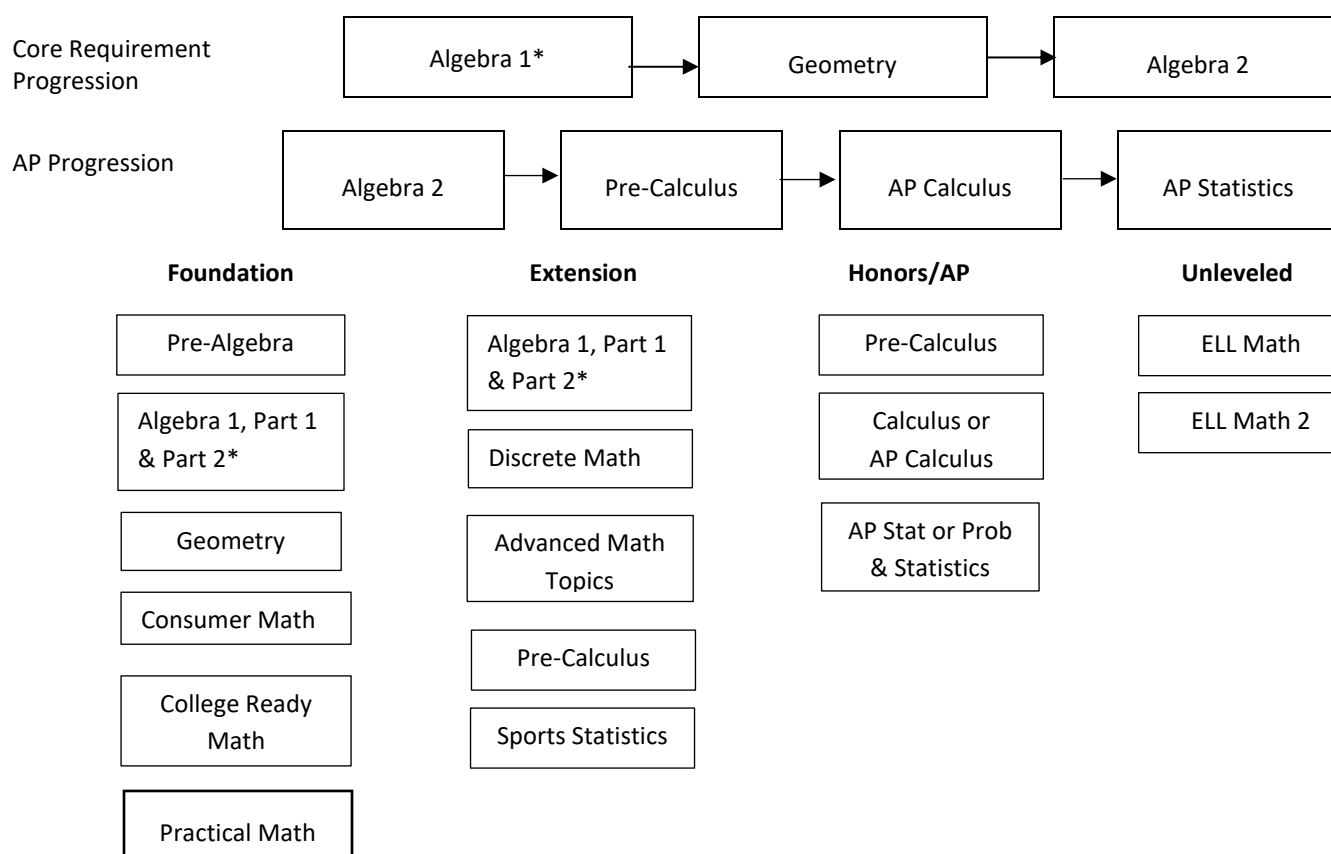 Core Requirement
Progression
Algebra 1*
Geometry
Algebra 2
AP Progression
Algebra 2
Pre-Calculus
AP Calculus
AP Statistics
Foundation
Extension
Honors/AP
Unleveled
Pre-Algebra
Algebra 1, Part 1
& Part 2*
Geometry
Consumer Math
College Ready
Math
Practical Math
Algebra 1, Part 1
& Part 2*
Discrete Math
Advanced Math
Topics
Pre-Calculus
Sports Statistics
Pre-Calculus
Calculus or
AP Calculus
AP Stat or Prob
& Statistics
ELL Math
ELL Math 2